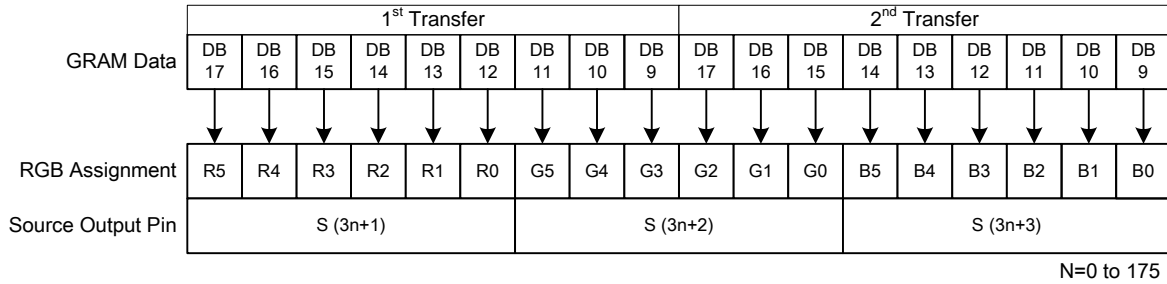 1st Transfer 2nd Transfer
GRAM Data DB 17 DB 16 DB 15 DB 14 DB 13 DB 12 DB 11 DB 10 DB 9 DB 17 DB 16 DB 15 DB 14 DB 13 DB 12 DB 11 DB 10 DB 9
RGB Assignment R5 R4 R3 R2 R1 R0 G5 G4 G3 G2 G1 G0 B5 B4 B3 B2 B1 B0
Source Output Pin S (3n+1) S (3n+2) S (3n+3)
N=0 to 175